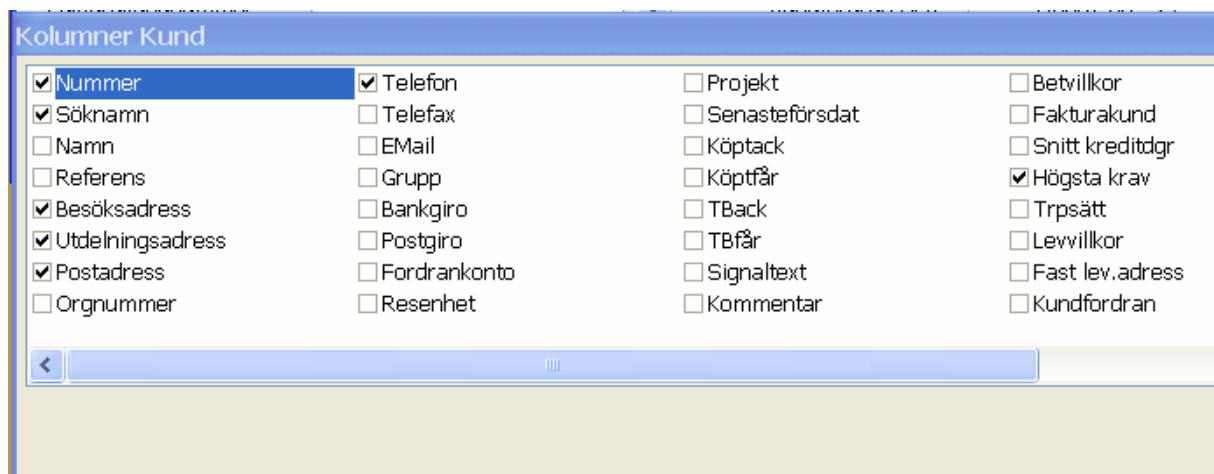 Kolumner Kund
Nummer
Söknamn
Namn
Referens
Besöksadress
Utdelningsadress
Postadress
Orgnummer
Telefon
Telefax
EMail
Grupp
Bankgiro
Postgiro
Fordrankonto
Resenhet
Projekt
Senasteförsdat
Köptack
Köptfår
TBack
TBfår
Signaltext
Kommentar
Betvillkor
Fakturakund
Snitt kreditdgr
Högsta krav
Trpsätt
Levvillkor
Fast lev.adress
Kundfordran